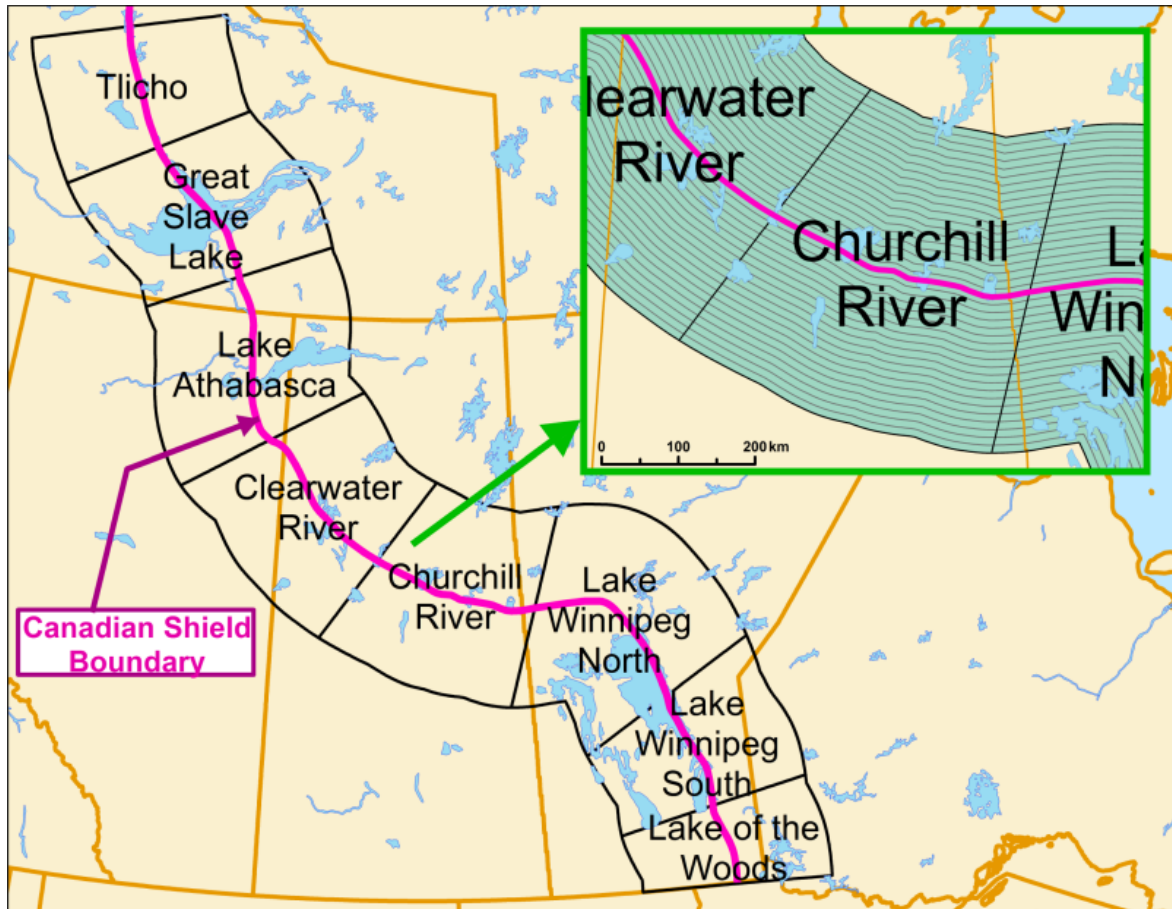 Tlicho
Great
Slave
Lake
Lake
Athabasca
Clearwater
River
Churchill
River
Lake
Winnipeg
North
Lake
Winnipeg
South
Lake of the
Woods
Canadian Shield
Boundary
learwater
River
Churchill
River
La
Win
No
0 100 200 km